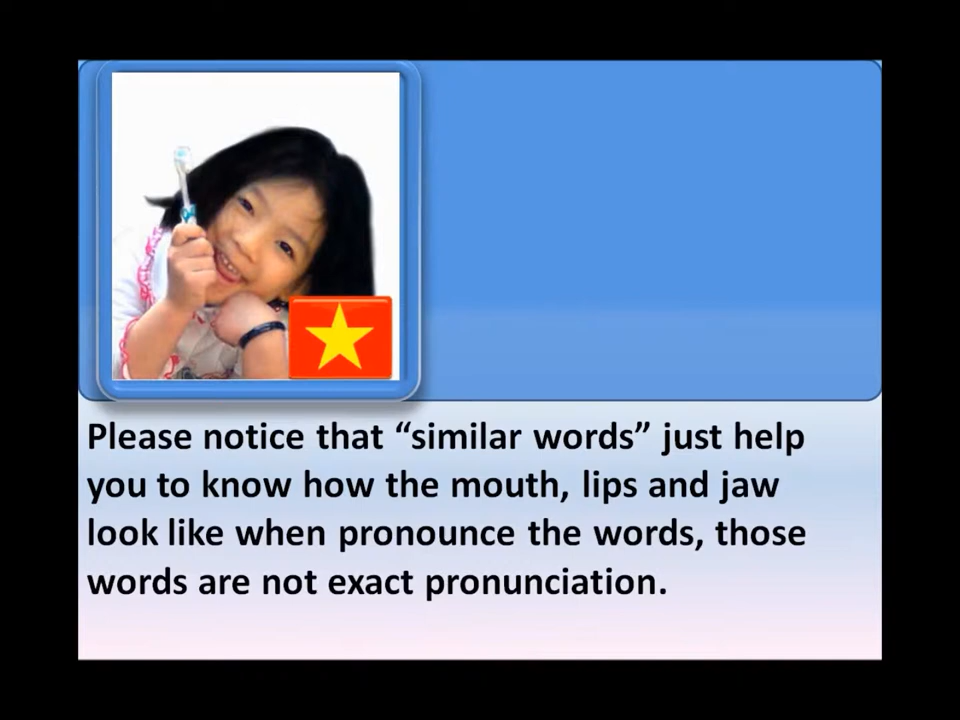 Please notice that “similar words” just help
you to know how the mouth, lips and jaw
look like when pronounce the words, those
words are not exact pronunciation.